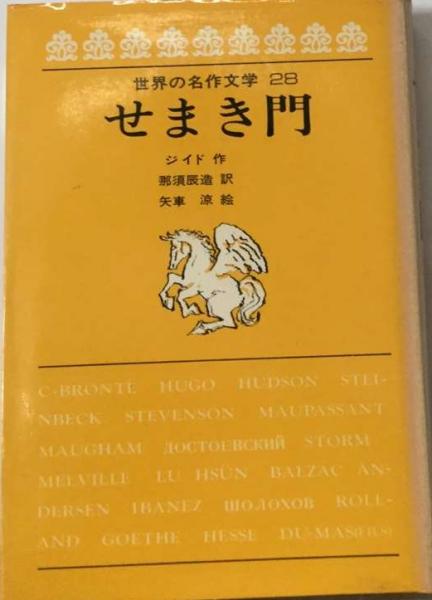 世界の名作文学 28
せまき門
ジイド 作
那須辰造 訳
矢車 涼 絵
C-BRONTE HUGO HUDSON STEI-
NBECK STEVENSON MAUPASSANT
MAUGHAM ДОСТОЕВСКИЙ STORM
MELVILLE LU HSÜN BALZAC AN-
DERSEN IBANEZ ШОЛОХОВ ROLL-
AND GOETHE HESSE DU-MAS(FILS)